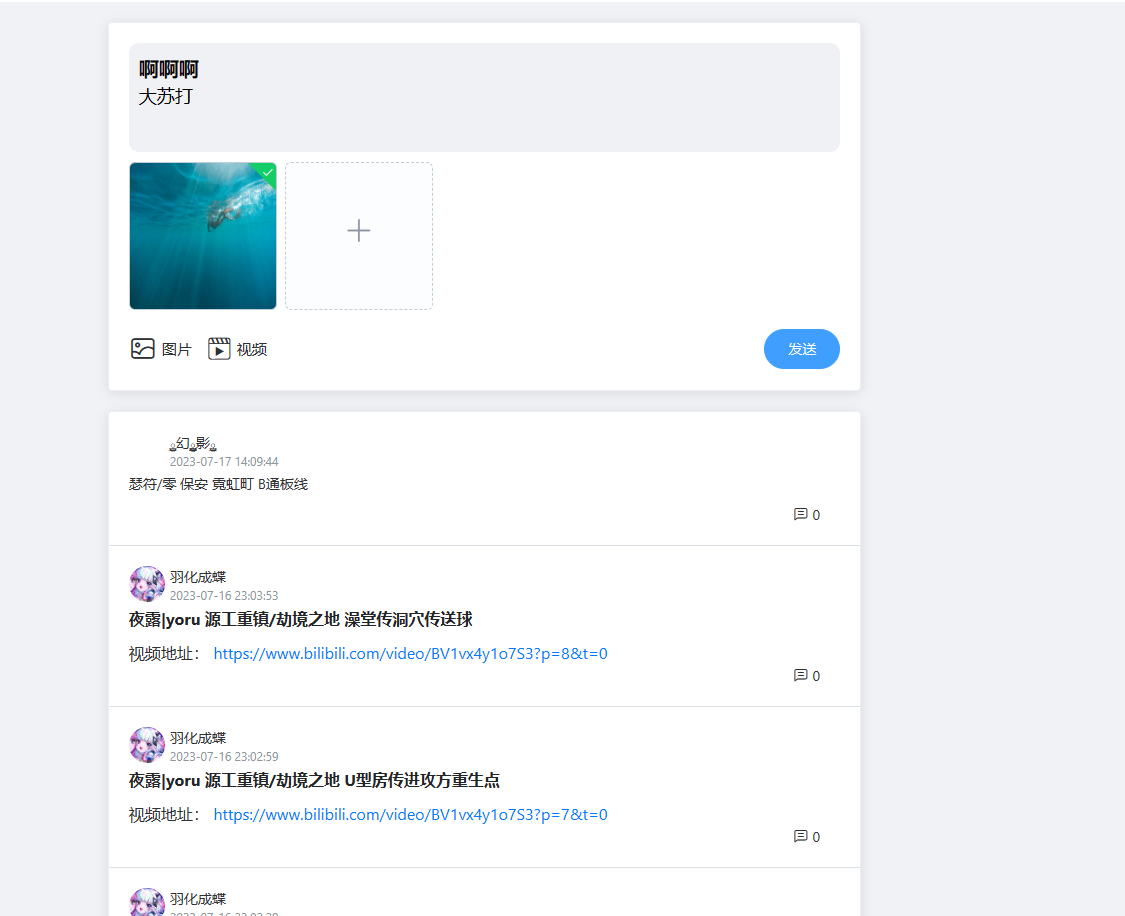 啊啊啊
大苏打
图片 视频 发送
幻影
2023-07-17 14:09:44
瑟符/零 保安 霓虹町 B通板线
0
羽化成蝶
2023-07-16 23:03:53
夜露|yoru 源工重镇/劫境之地 澡堂传洞穴传送球
视频地址： https://www.bilibili.com/video/BV1vx4y1o7S3?p=8&t=0
0
羽化成蝶
2023-07-16 23:02:59
夜露|yoru 源工重镇/劫境之地 U型房传进攻方重生点
视频地址： https://www.bilibili.com/video/BV1vx4y1o7S3?p=7&t=0
0
羽化成蝶